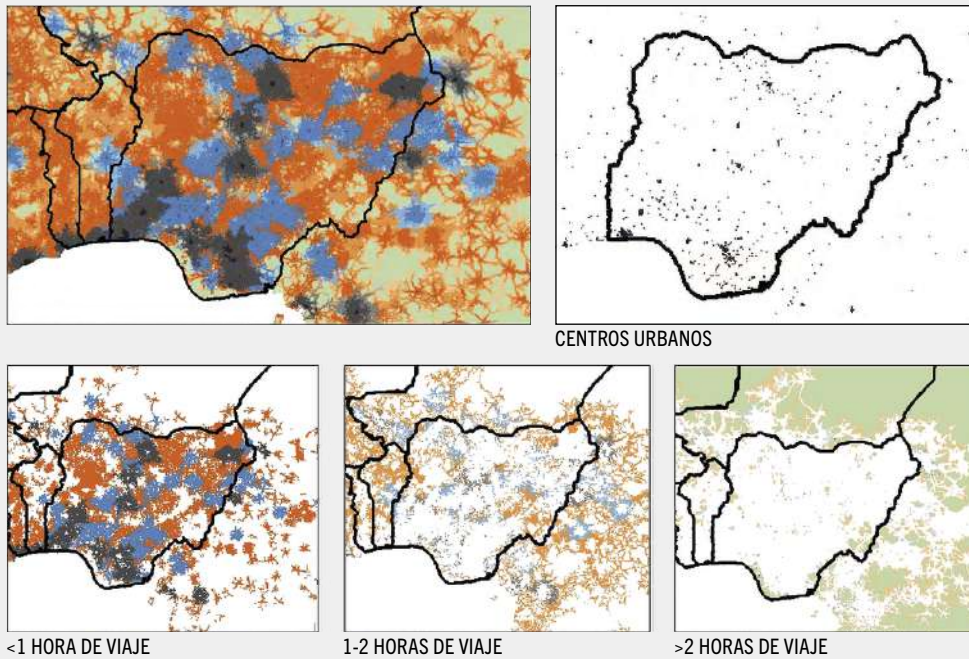 CENTROS URBANOS
<1 HORA DE VIAJE
1-2 HORAS DE VIAJE
>2 HORAS DE VIAJE